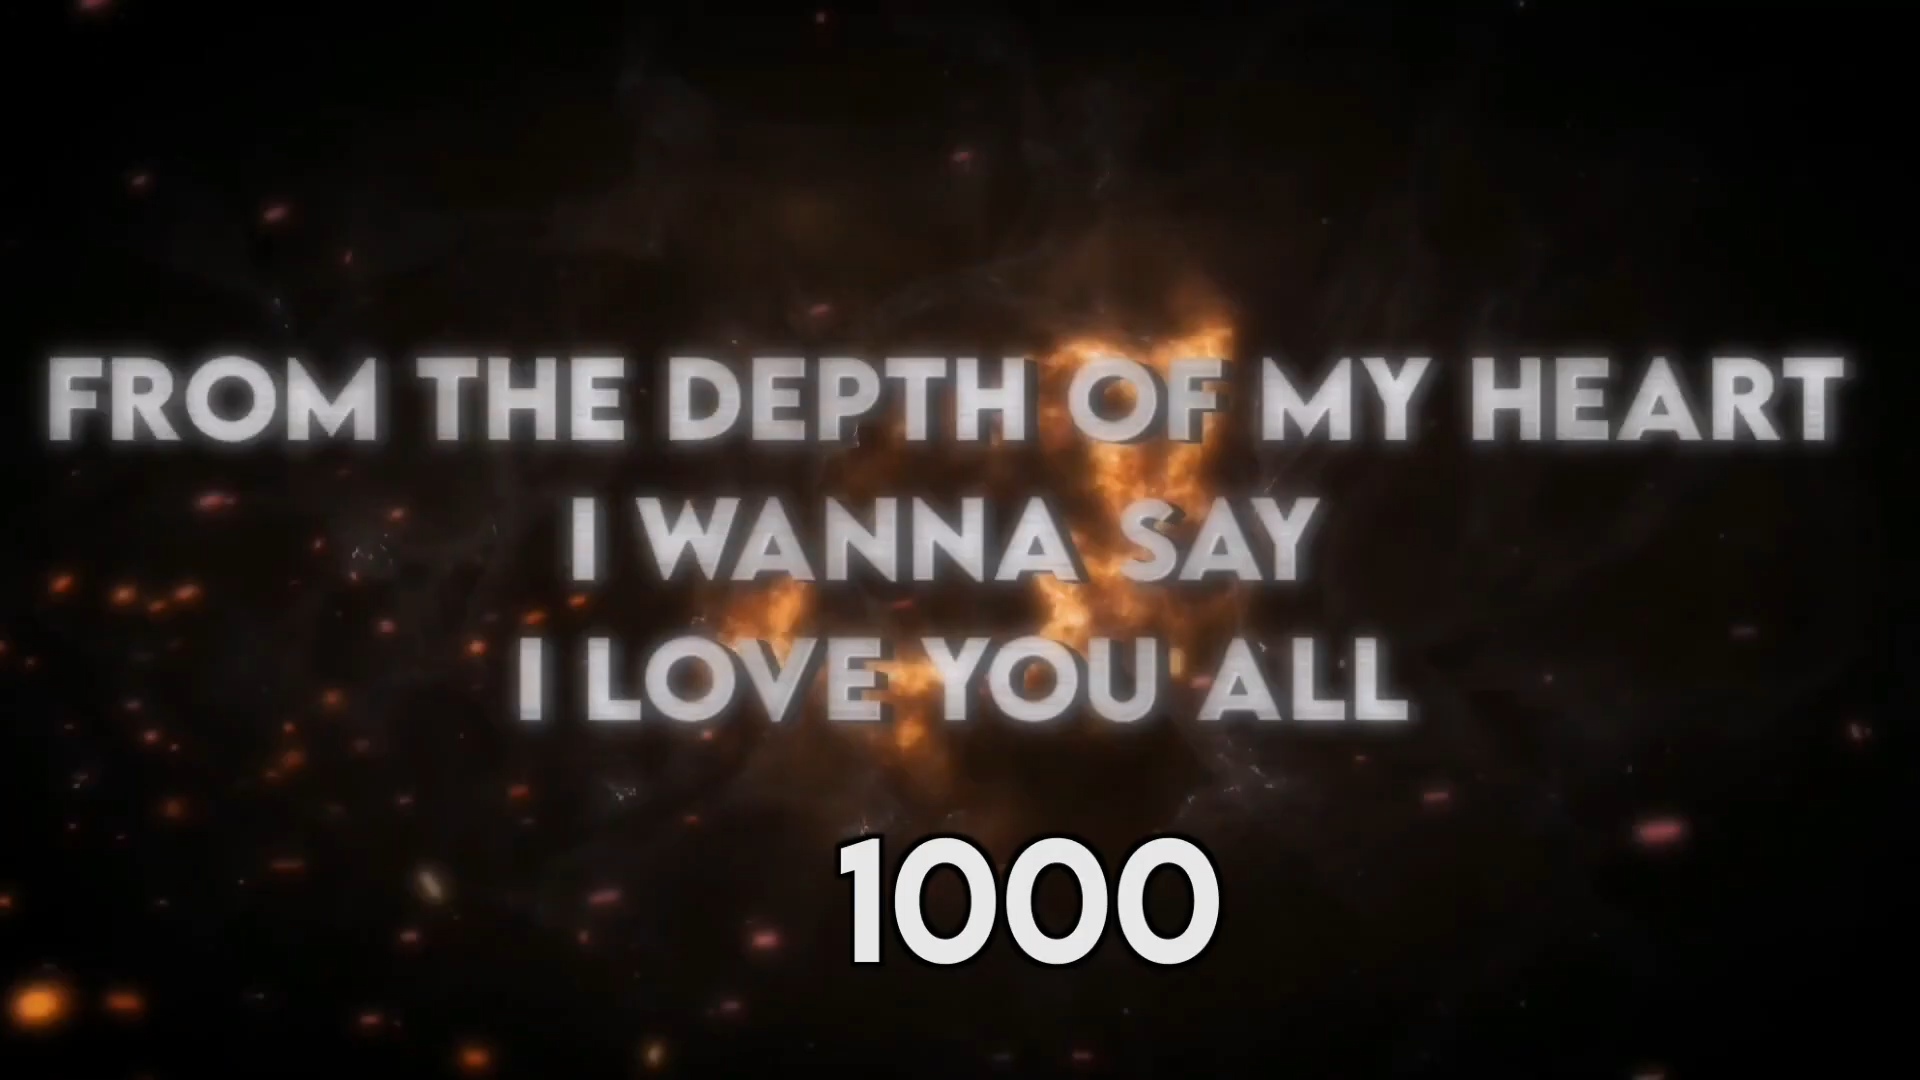 FROM THE DEPTH OF MY HEART
I WANNA SAY
I LOVE YOU ALL
1000